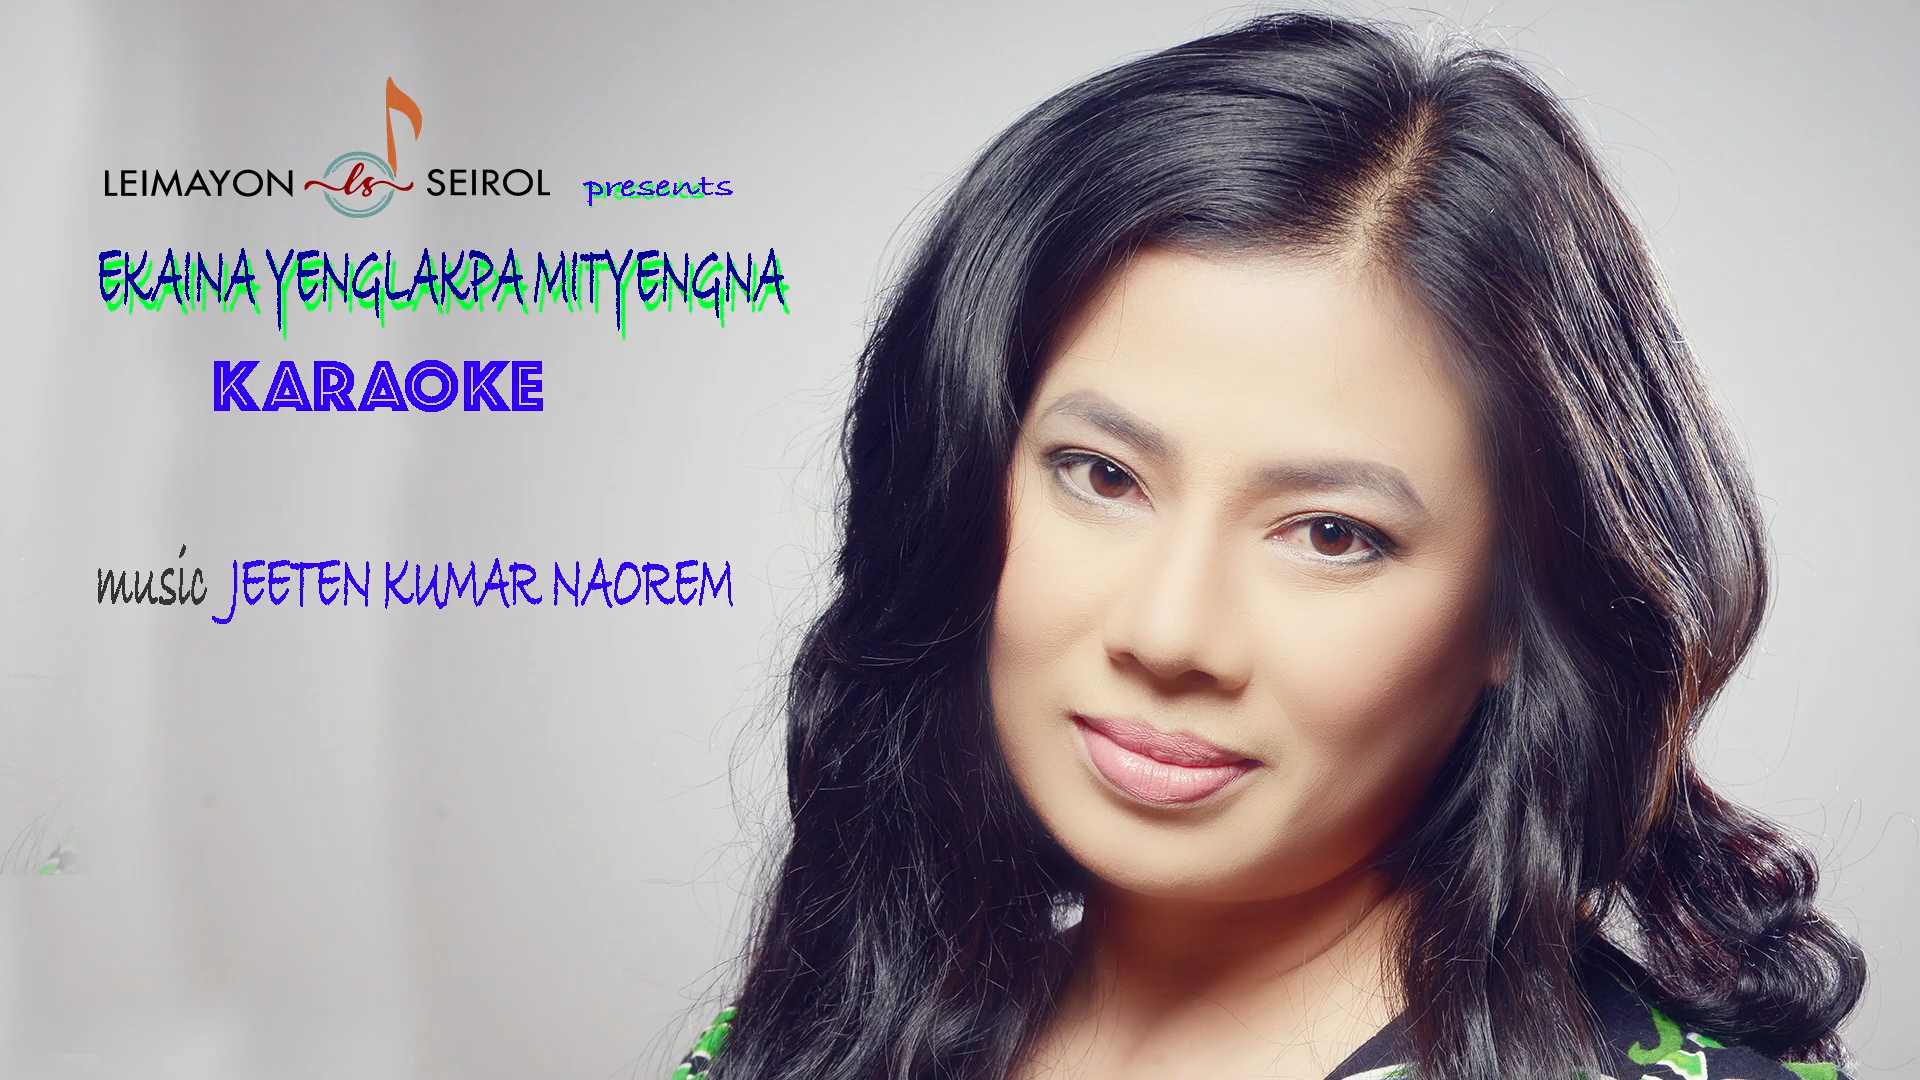 LEIMAYON ls SEIROL presents
EKAINA YENGLAKPA MITYENGNA
KARAOKE
music JEETEN KUMAR NAOREM